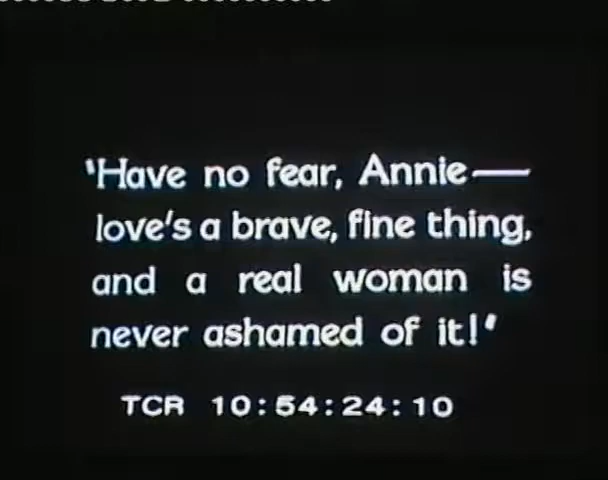 'Have no fear, Annie—
love's a brave, fine thing,
and a real woman is
never ashamed of it!'
TCR 10:54:24:10